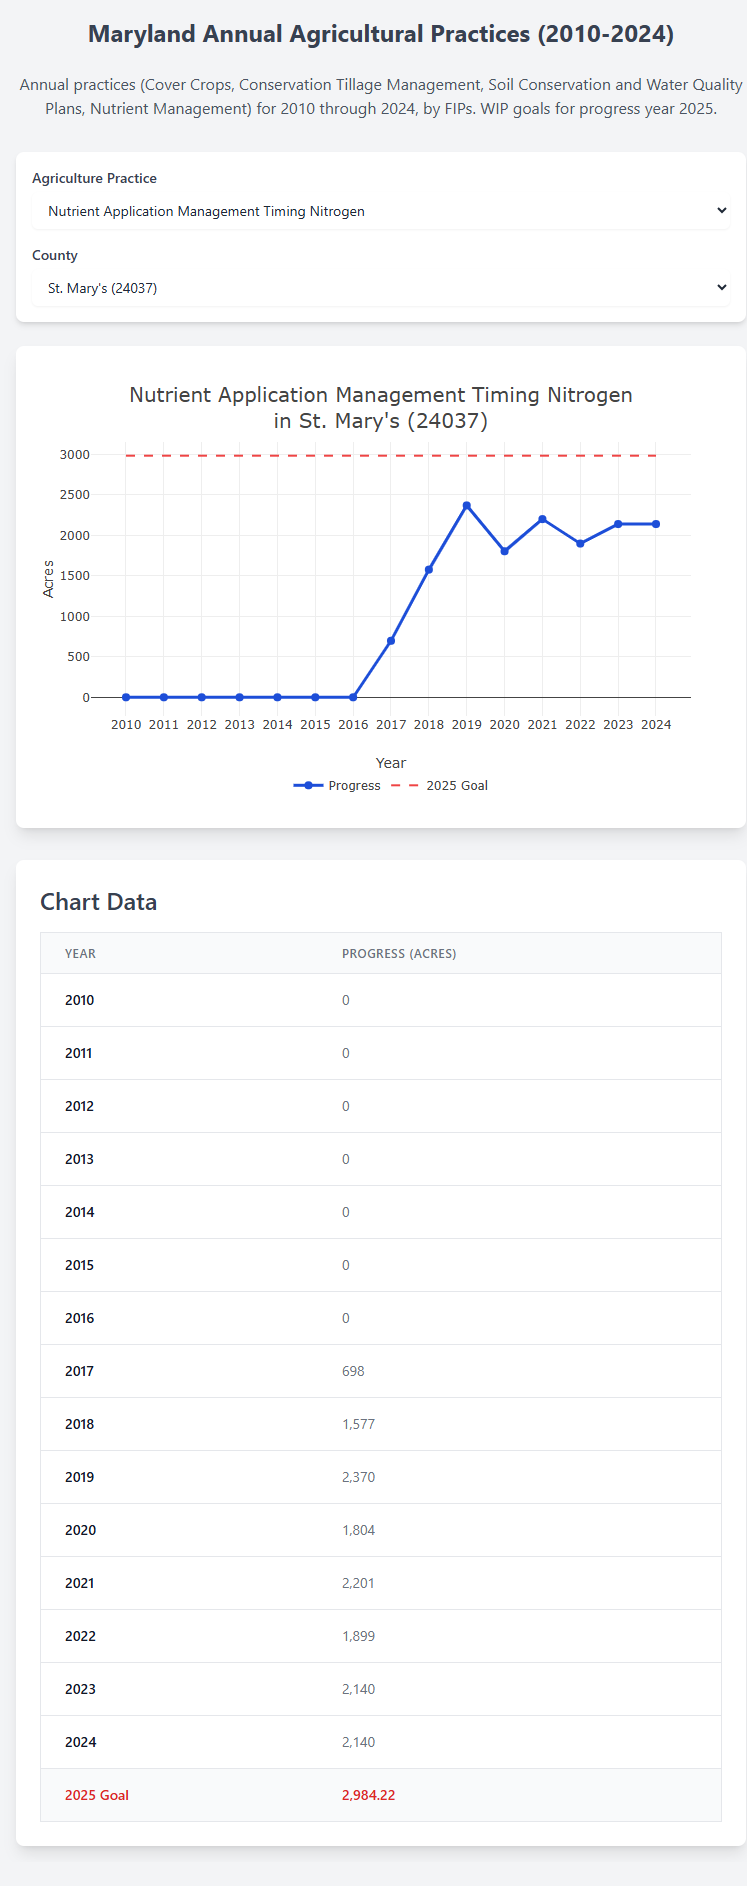 Maryland Annual Agricultural Practices (2010-2024)
Annual practices (Cover Crops, Conservation Tillage Management, Soil Conservation and Water Quality
Plans, Nutrient Management) for 2010 through 2024, by FIPs. WIP goals for progress year 2025.
Agriculture Practice
Nutrient Application Management Timing Nitrogen
County
St. Mary's (24037)
Nutrient Application Management Timing Nitrogen
in St. Mary's (24037)
3000
2500
2000
1500
1000
500
0
Acres
2010 2011 2012 2013 2014 2015 2016 2017 2018 2019 2020 2021 2022 2023 2024
Year
Progress 2025 Goal
Chart Data
YEAR PROGRESS (ACRES)
2010 0
2011 0
2012 0
2013 0
2014 0
2015 0
2016 0
2017 698
2018 1,577
2019 2,370
2020 1,804
2021 2,201
2022 1,899
2023 2,140
2024 2,140
2025 Goal 2,984.22